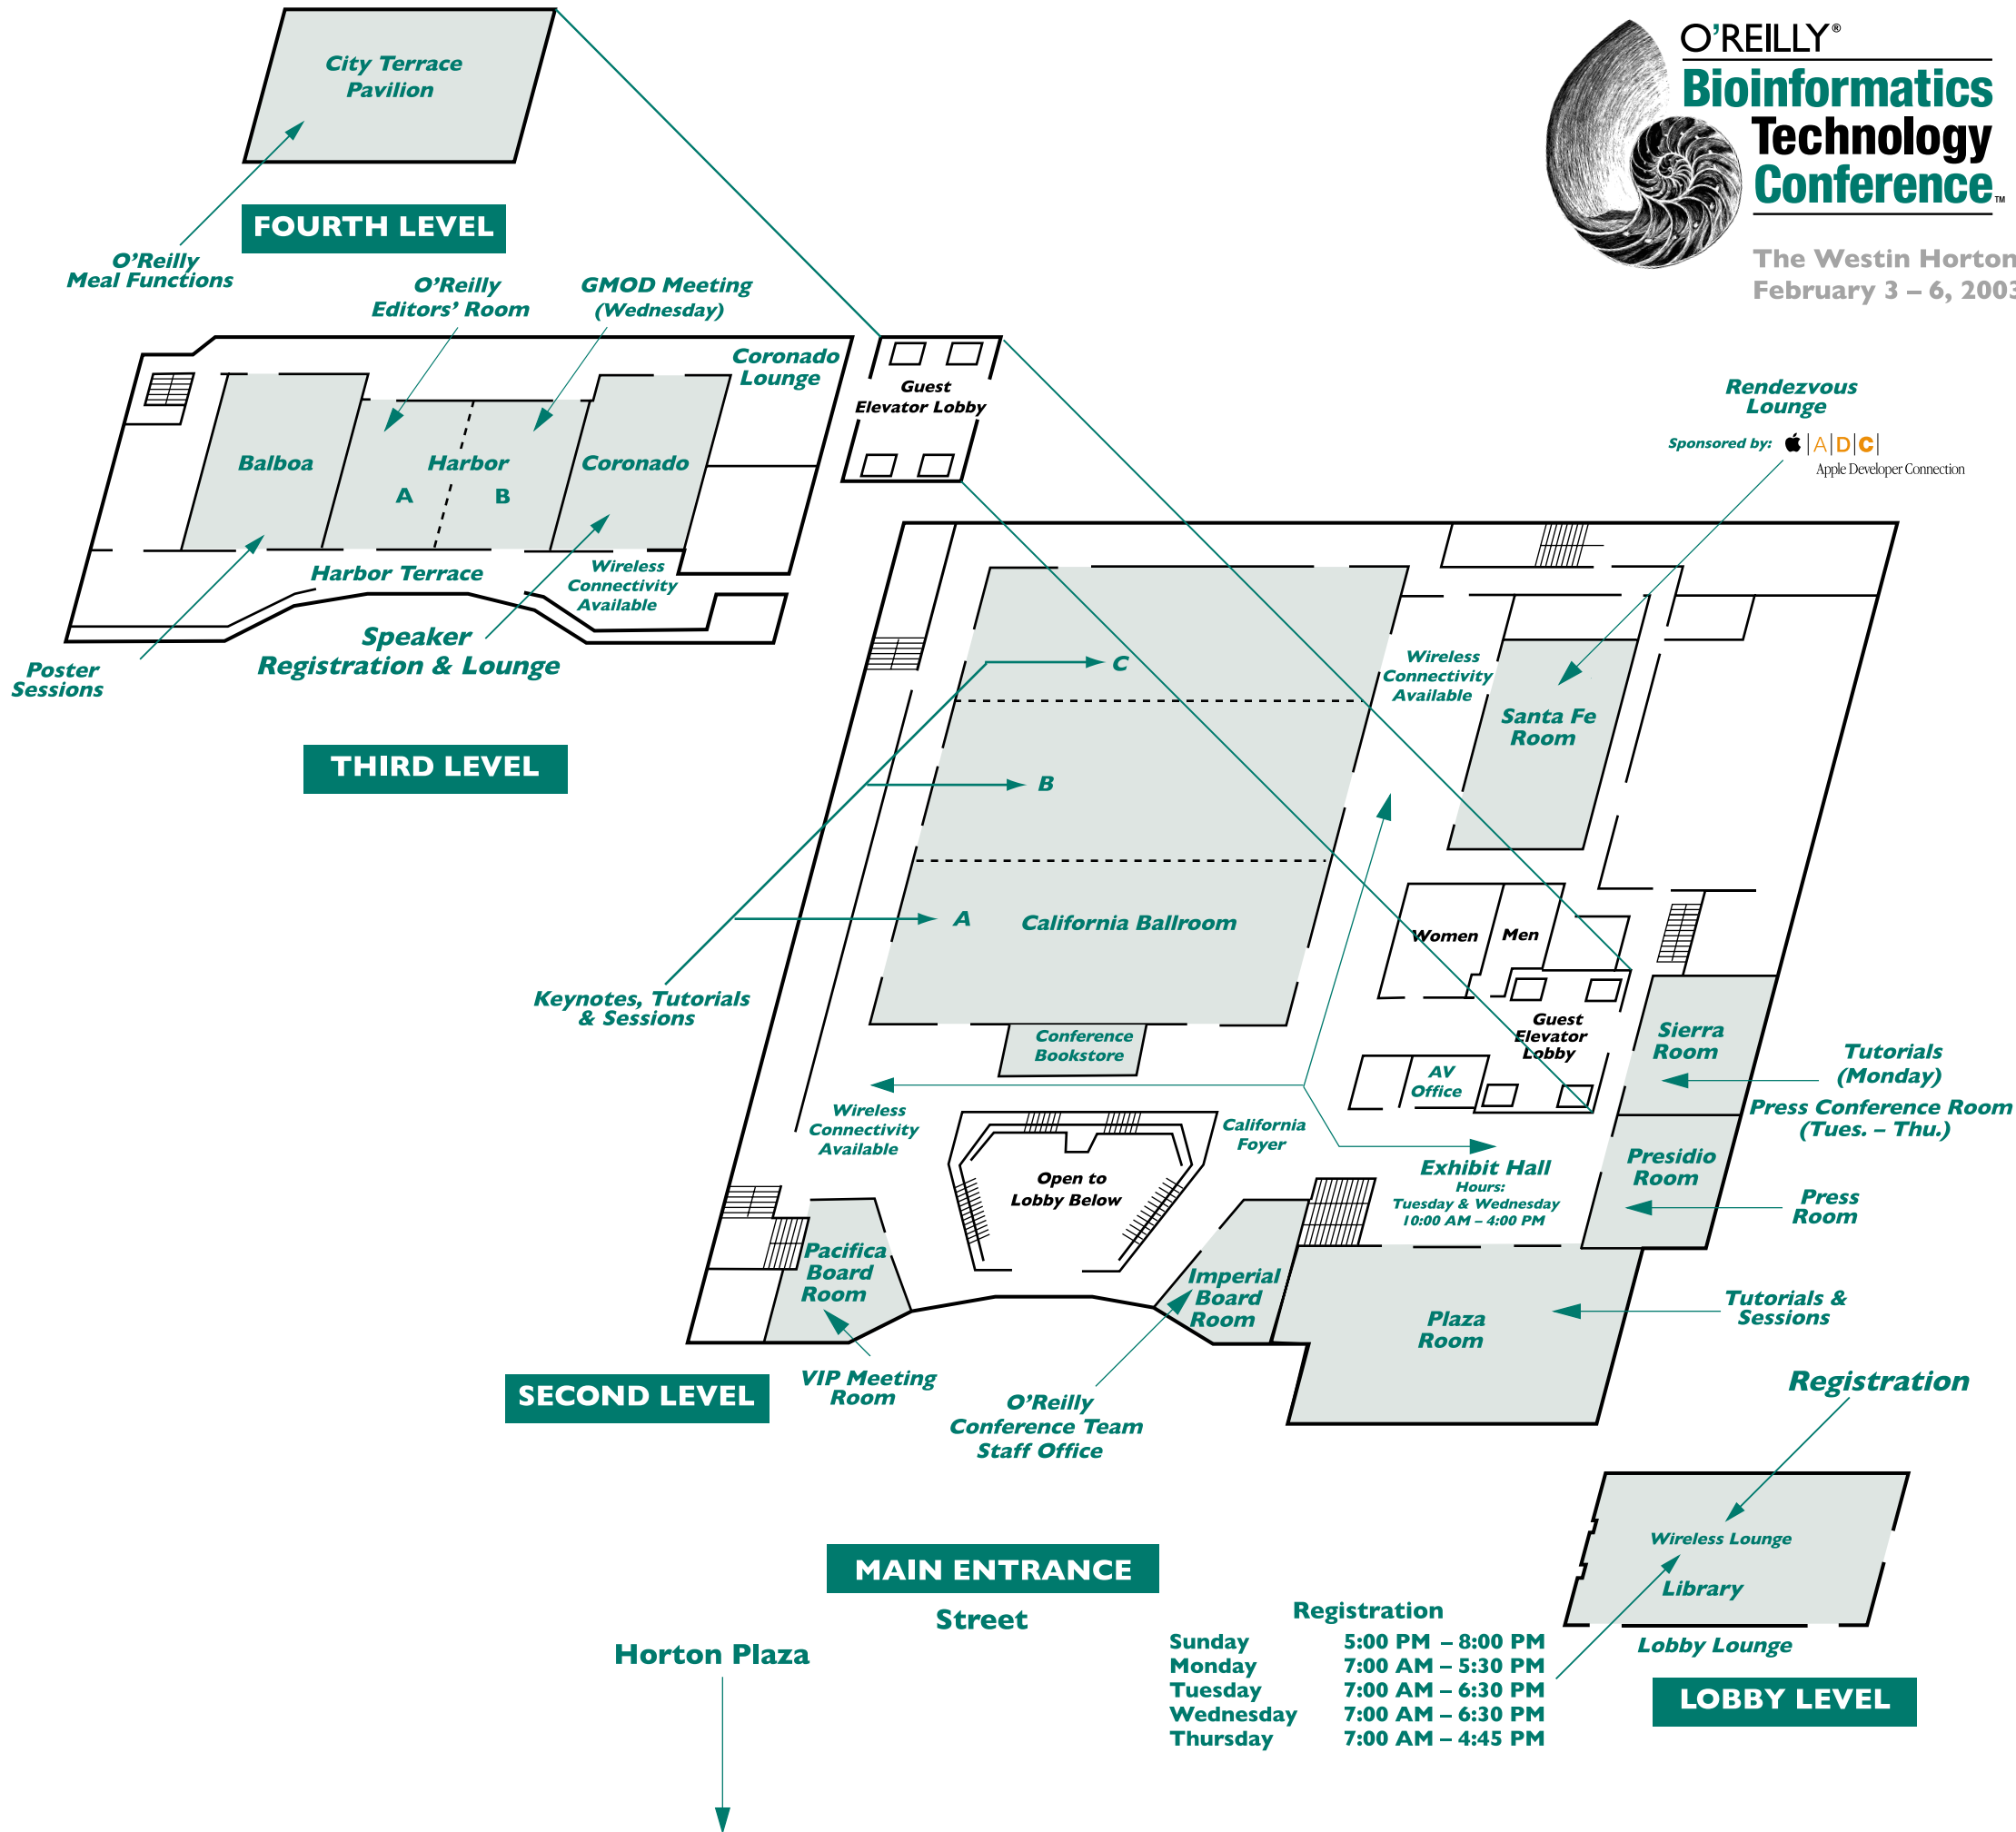 City Terrace
Pavilion
FOURTH LEVEL
O'Reilly
Meal Functions
O'REILLY®
Bioinformatics
Technology
Conference™
The Westin Horton
February 3 – 6, 2003
O'Reilly
Editors' Room
GMOD Meeting
(Wednesday)
Coronado
Lounge
Balboa
Harbor
A
B
Coronado
Harbor Terrace
Wireless
Connectivity
Available
Speaker
Registration & Lounge
Poster
Sessions
THIRD LEVEL
Guest
Elevator Lobby
Rendezvous
Lounge
Sponsored by:
A|D|C|
Apple Developer Connection
C
B
A
California Ballroom
Keynotes, Tutorials
& Sessions
Wireless
Connectivity
Available
Santa Fe
Room
Women
Men
Guest
Elevator
Lobby
AV
Office
Conference
Bookstore
Wireless
Connectivity
Available
California
Foyer
Open to
Lobby Below
Sierra
Room
Tutorials
(Monday)
Press Conference Room
(Tues. – Thu.)
Exhibit Hall
Hours:
Tuesday & Wednesday
10:00 AM – 4:00 PM
Presidio
Room
Press
Room
Pacifica
Board
Room
Imperial
Board
Room
Plaza
Room
Tutorials &
Sessions
SECOND LEVEL
VIP Meeting
Room
O'Reilly
Conference Team
Staff Office
Registration
Wireless Lounge
Library
Lobby Lounge
LOBBY LEVEL
MAIN ENTRANCE
Street
Horton Plaza
Registration
Sunday 5:00 PM – 8:00 PM
Monday 7:00 AM – 5:30 PM
Tuesday 7:00 AM – 6:30 PM
Wednesday 7:00 AM – 6:30 PM
Thursday 7:00 AM – 4:45 PM